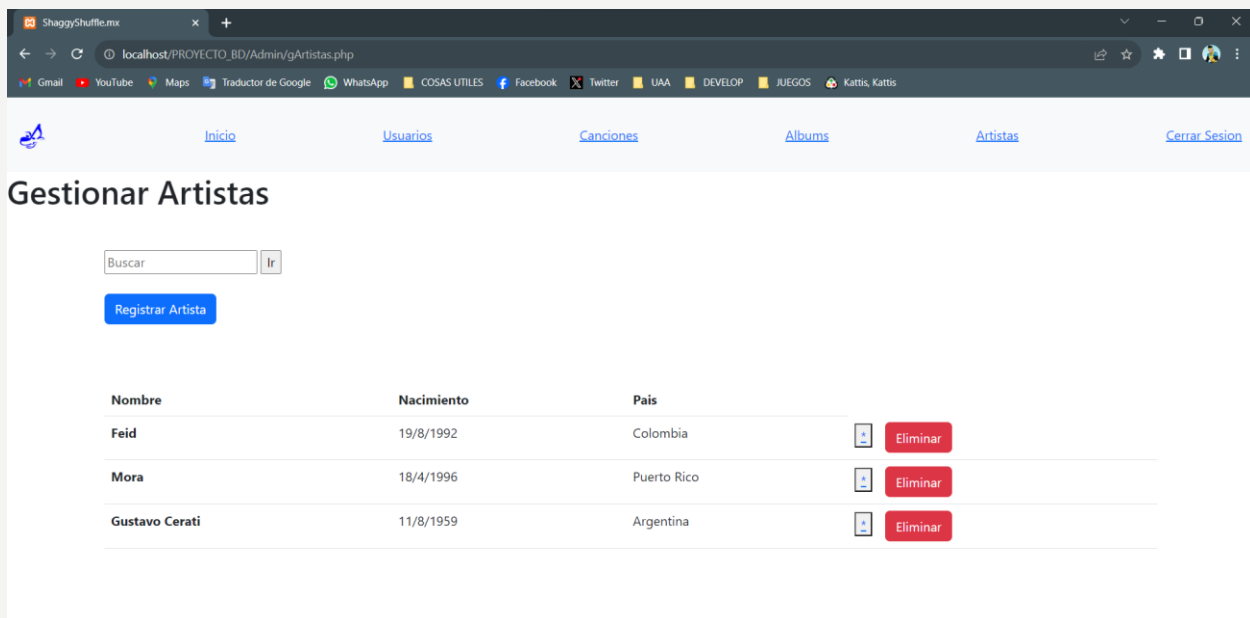 ShaggyShuffle.mx
localhost/PROYECTO_BD/Admin/gArtistas.php
Gmail YouTube Maps Traductor de Google WhatsApp COSAS UTILES Facebook Twitter UAA DEVELOP JUEGOS Kattis, Kattis
Inicio Usuarios Canciones Albums Artistas Cerrar Sesion
Gestionar Artistas
Buscar Ir
Registrar Artista
Nombre Nacimiento Pais
Feid 19/8/1992 Colombia * Eliminar
Mora 18/4/1996 Puerto Rico * Eliminar
Gustavo Cerati 11/8/1959 Argentina * Eliminar